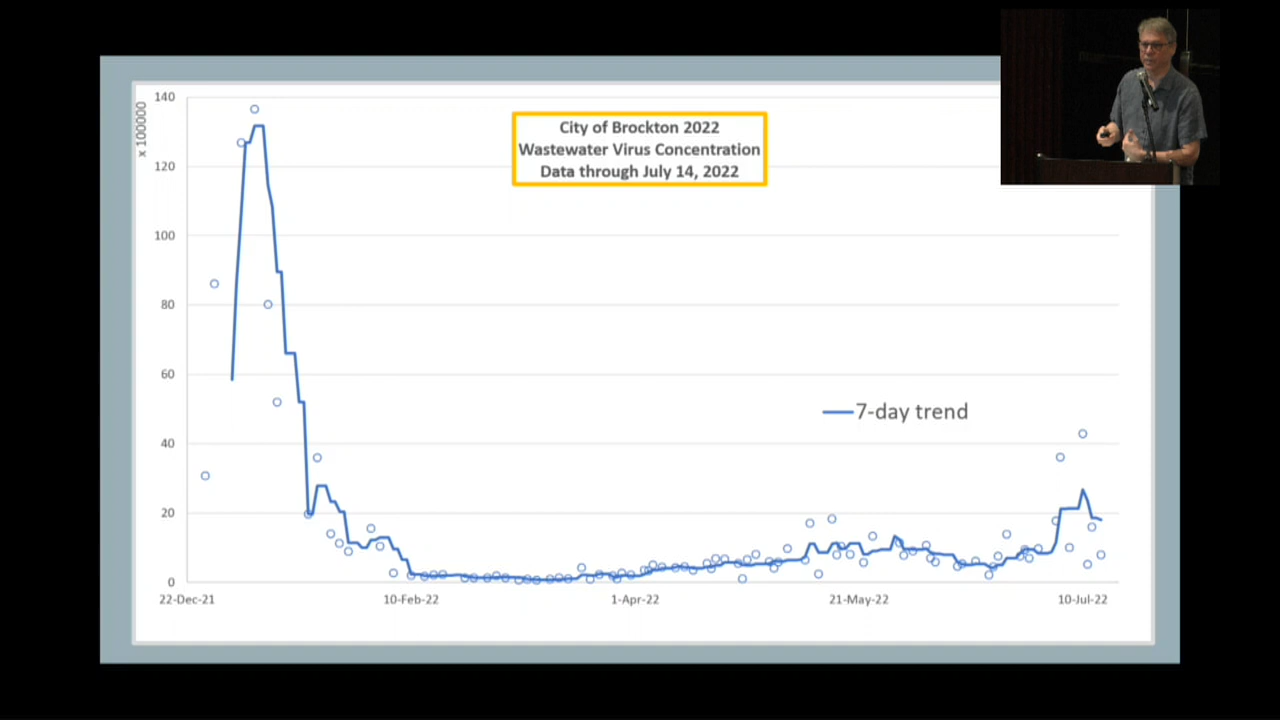 x 100000
140
120
100
80
60
40
20
0
City of Brockton 2022
Wastewater Virus Concentration
Data through July 14, 2022
7-day trend
22-Dec-21
10-Feb-22
1-Apr-22
21-May-22
10-Jul-22